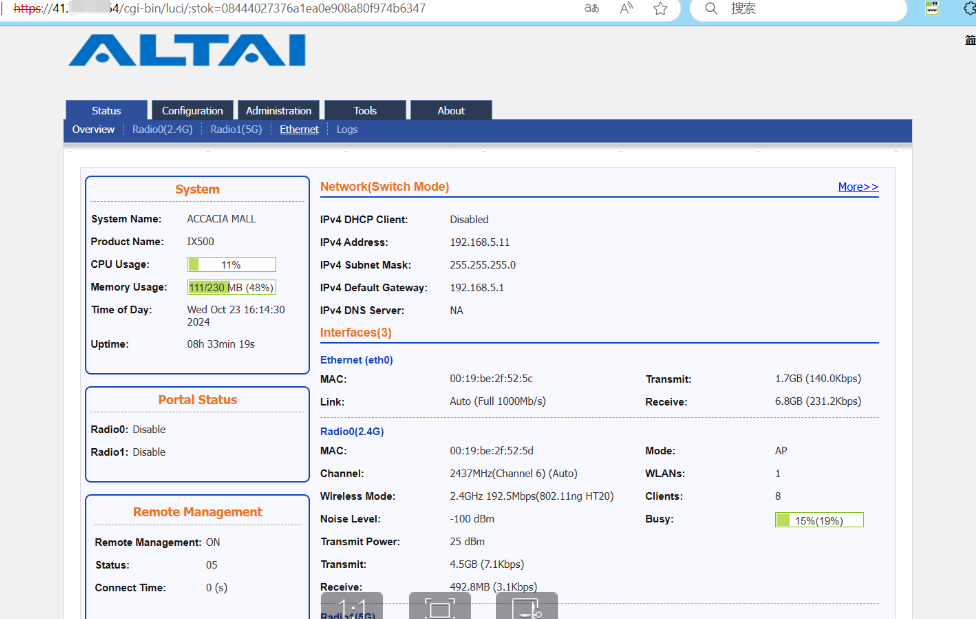 https://41. 64/cgi-bin/luci/;stok=08444027376a1ea0e908a80f974b6347
搜索
ALTAI
Status Configuration Administration Tools About
Overview Radio0(2.4G) Radio1(5G) Ethernet Logs
System
System Name: ACCACIA MALL
Product Name: IX500
CPU Usage: 11%
Memory Usage: 111/230 MB (48%)
Time of Day: Wed Oct 23 16:14:30
2024
Uptime: 08h 33min 19s
Portal Status
Radio0: Disable
Radio1: Disable
Remote Management
Remote Management: ON
Status: 05
Connect Time: 0 (s)
Network(Switch Mode) More>>
IPv4 DHCP Client: Disabled
IPv4 Address: 192.168.5.11
IPv4 Subnet Mask: 255.255.255.0
IPv4 Default Gateway: 192.168.5.1
IPv4 DNS Server: NA
Interfaces(3)
Ethernet (eth0)
MAC: 00:19:be:2f:52:5c Transmit: 1.7GB (140.0Kbps)
Link: Auto (Full 1000Mb/s) Receive: 6.8GB (231.2Kbps)
Radio0(2.4G)
MAC: 00:19:be:2f:52:5d Mode: AP
Channel: 2437MHz(Channel 6) (Auto) WLANs: 1
Wireless Mode: 2.4GHz 192.5Mbps(802.11ng HT20) Clients: 8
Noise Level: -100 dBm Busy: 15%(19%)
Transmit Power: 25 dBm
Transmit: 4.5GB (7.1Kbps)
Receive: 492.8MB (3.1Kbps)
1:1
Radio1(5G)